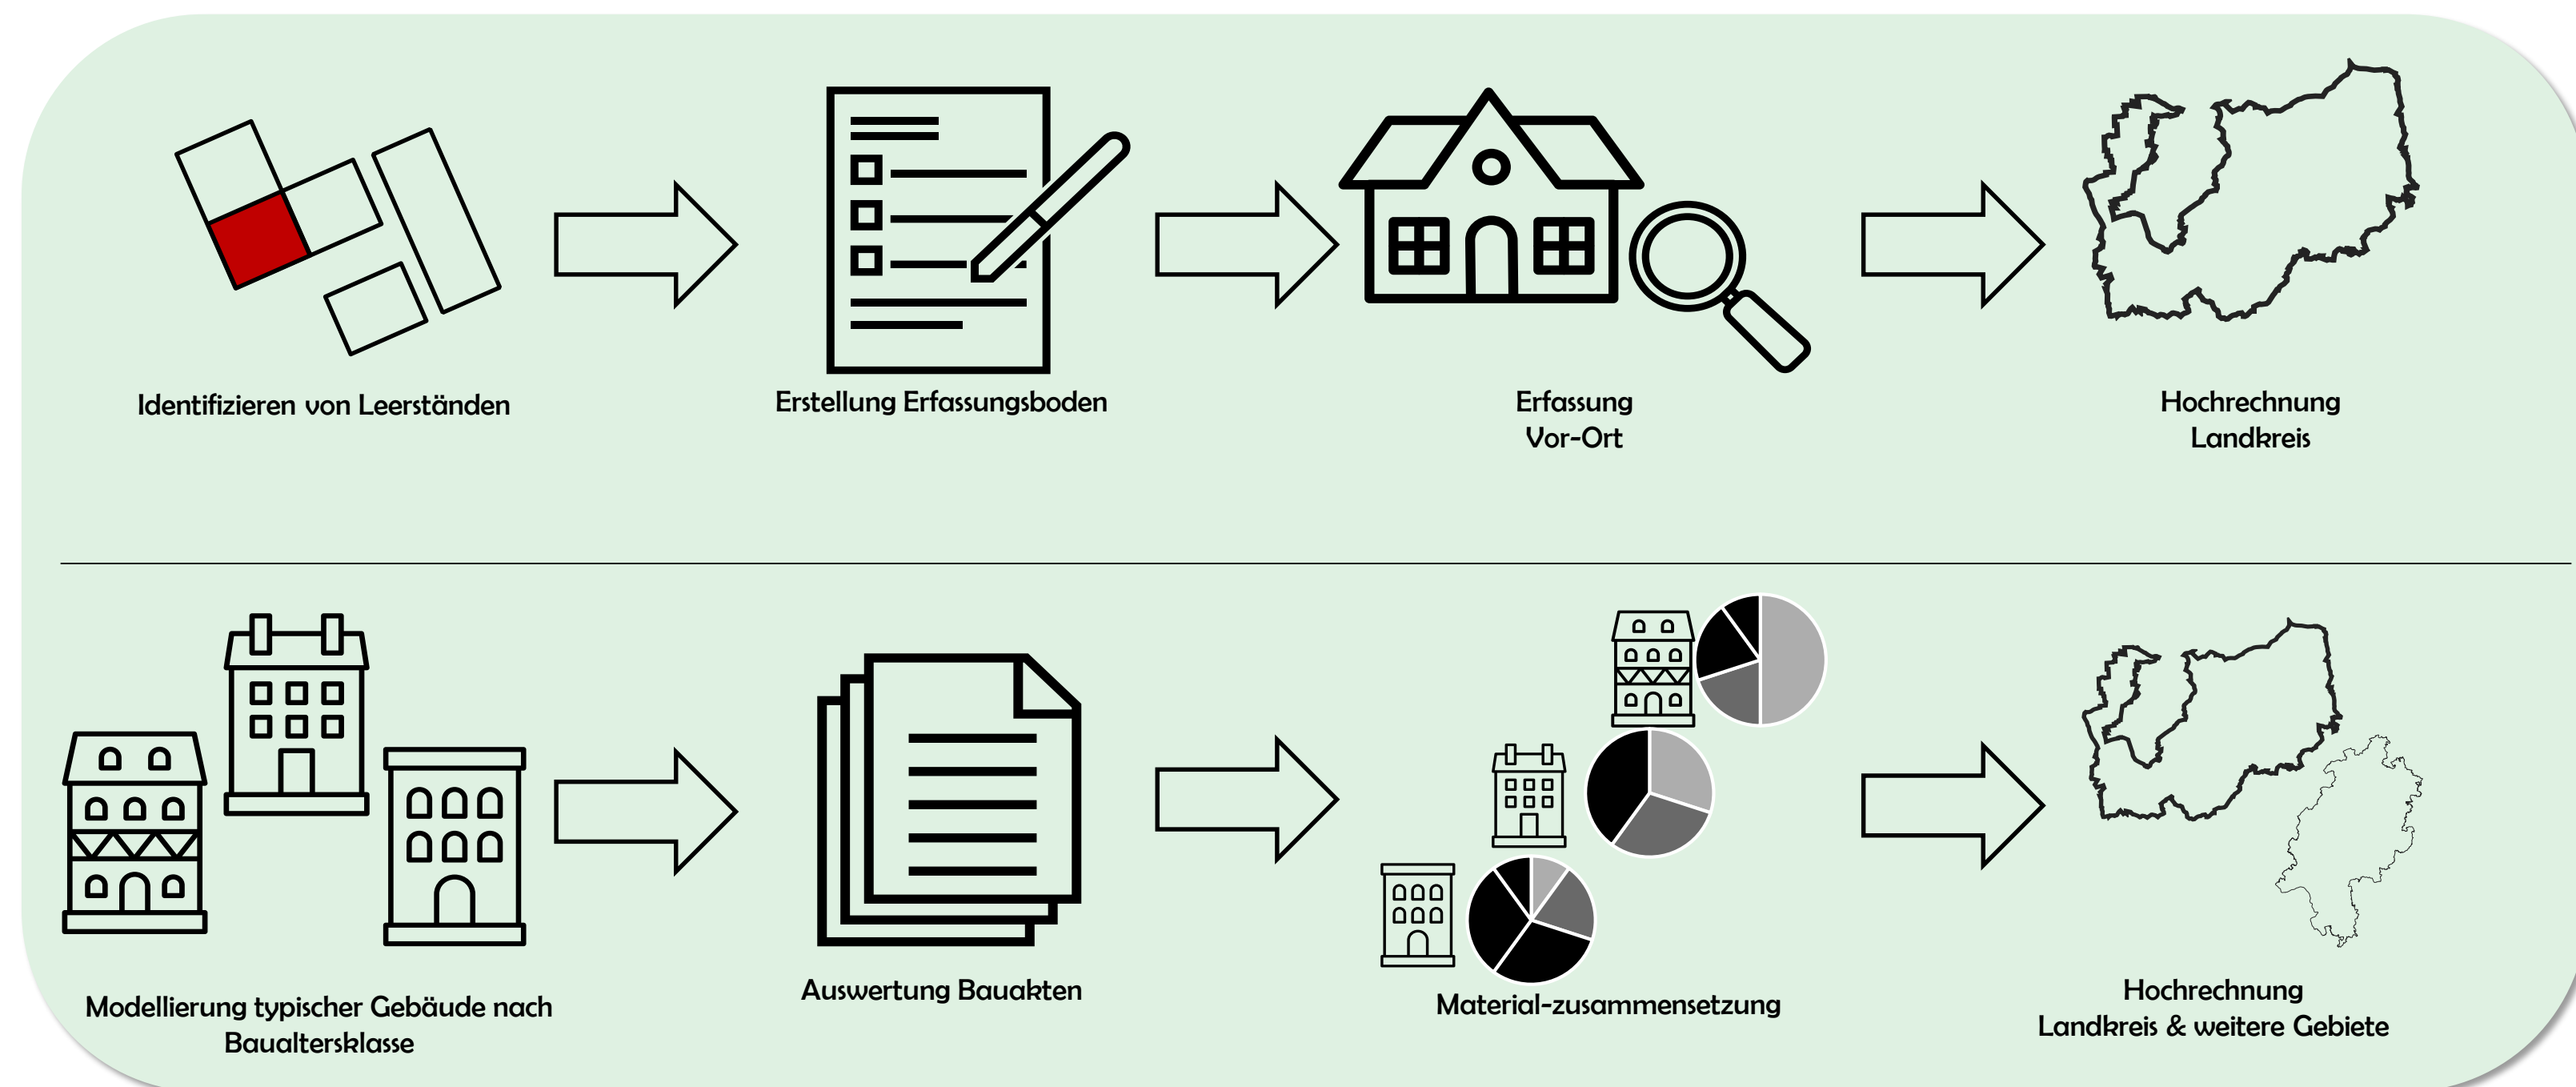 Identifizieren von Leerständen
Erstellung Erfassungsboden
Erfassung
Vor-Ort
Hochrechnung
Landkreis
Modellierung typischer Gebäude nach
Baualtersklasse
Auswertung Bauakten
Material-zusammensetzung
Hochrechnung
Landkreis & weitere Gebiete